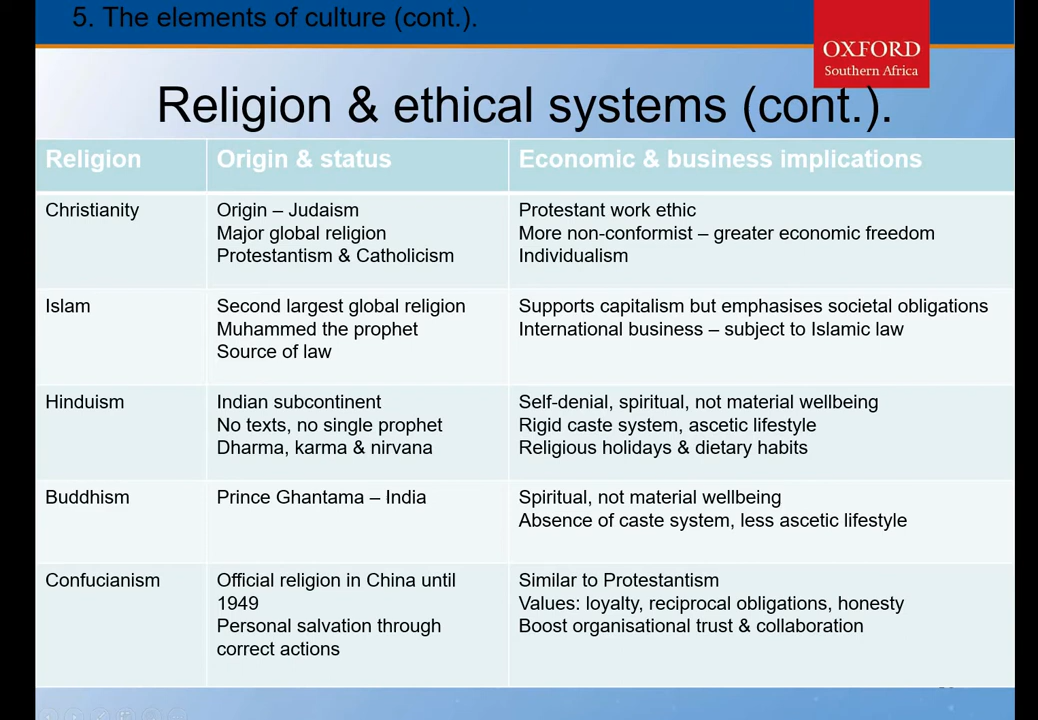 5. The elements of culture (cont.).
OXFORD
Southern Africa
Religion & ethical systems (cont.).
Religion
Origin & status
Economic & business implications
Christianity
Origin – Judaism
Major global religion
Protestantism & Catholicism
Protestant work ethic
More non-conformist – greater economic freedom
Individualism
Islam
Second largest global religion
Muhammed the prophet
Source of law
Supports capitalism but emphasises societal obligations
International business – subject to Islamic law
Hinduism
Indian subcontinent
No texts, no single prophet
Dharma, karma & nirvana
Self-denial, spiritual, not material wellbeing
Rigid caste system, ascetic lifestyle
Religious holidays & dietary habits
Buddhism
Prince Ghantama – India
Spiritual, not material wellbeing
Absence of caste system, less ascetic lifestyle
Confucianism
Official religion in China until
1949
Personal salvation through
correct actions
Similar to Protestantism
Values: loyalty, reciprocal obligations, honesty
Boost organisational trust & collaboration